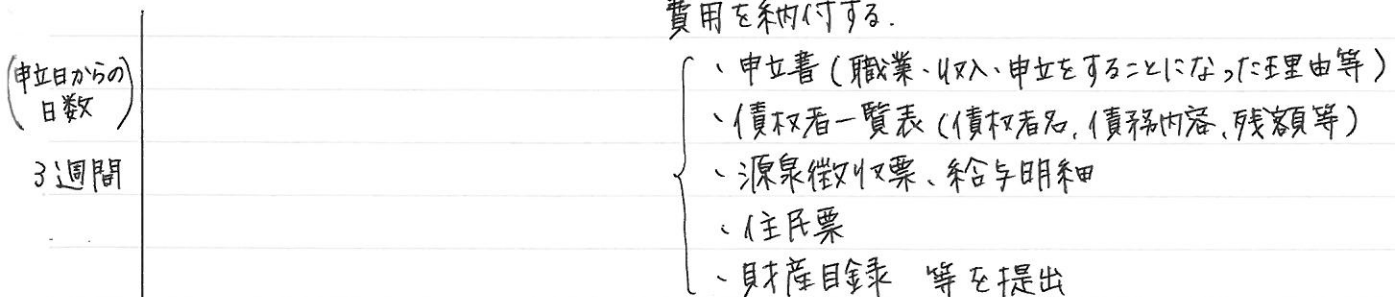 費用を納付する.
(申立日からの
日数)
3週間
、申立書(職業、収入、申立をすることになった理由等)
、債权者一覧表(債权者名,債務内容,残額等)
、源泉徴収票、給与明細
、住民票
、財産目録 等を提出